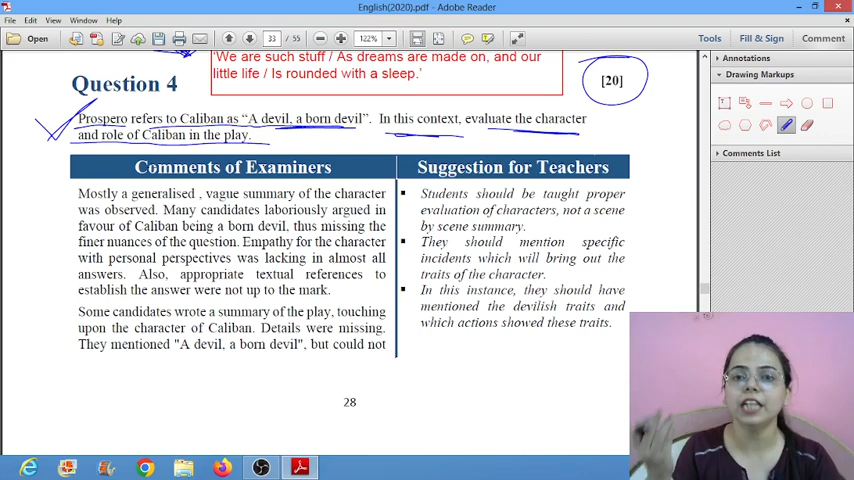 English(2020).pdf - Adobe Reader
File Edit View Window Help
Open 33 / 55 122% Tools Fill & Sign Comment
'We are such stuff / As dreams are made on, and our
little life / Is rounded with a sleep.'
Question 4 [20]
Prospero refers to Caliban as “A devil, a born devil”. In this context, evaluate the character
and role of Caliban in the play.
Comments of Examiners
Mostly a generalised , vague summary of the character
was observed. Many candidates laboriously argued in
favour of Caliban being a born devil, thus missing the
finer nuances of the question. Empathy for the character
with personal perspectives was lacking in almost all
answers. Also, appropriate textual references to
establish the answer were not up to the mark.
Some candidates wrote a summary of the play, touching
upon the character of Caliban. Details were missing.
They mentioned "A devil, a born devil", but could not
Suggestion for Teachers
Students should be taught proper
evaluation of characters, not a scene
by scene summary.
They should mention specific
incidents which will bring out the
traits of the character.
In this instance, they should have
mentioned the devilish traits and
which actions showed these traits.
28
Annotations
Drawing Markups
Comments List